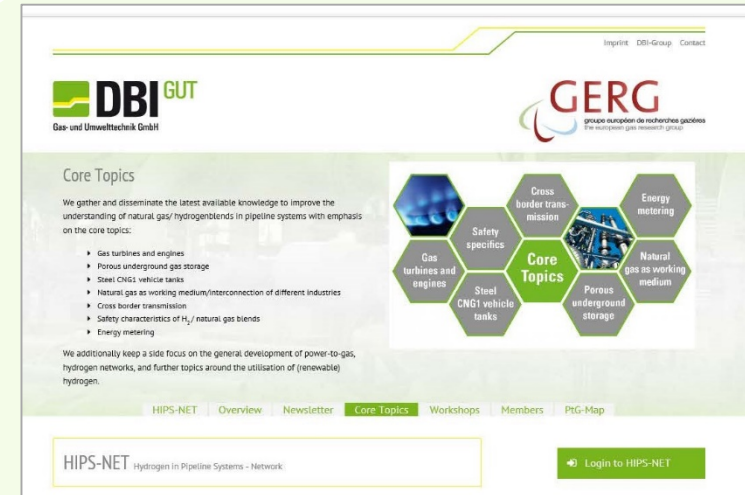 Imprint DBI-Group Contact
DBI GUT
Gas- und Umwelttechnik GmbH
GERG
groupe européen de recherches gazières
the european gas research group
Core Topics
We gather and disseminate the latest available knowledge to improve the
understanding of natural gas/ hydrogenblends in pipeline systems with emphasis
on the core topics:
Gas turbines and engines
Porous underground gas storage
Steel CNG1 vehicle tanks
Natural gas as working medium/interconnection of different industries
Cross border transmission
Safety characteristics of H₂/ natural gas blends
Energy metering
We additionally keep a side focus on the general development of power-to-gas,
hydrogen networks, and further topics around the utilisation of (renewable)
hydrogen.
Cross
border trans-
mission
Energy
metering
Safety
specifics
Gas
turbines and
engines
Core
Topics
Natural
gas as working
medium
Steel
CNG1 vehicle
tanks
Porous
underground
storage
HIPS-NET Overview Newsletter Core Topics Workshops Members PtG-Map
HIPS-NET Hydrogen in Pipeline Systems - Network
Login to HIPS-NET